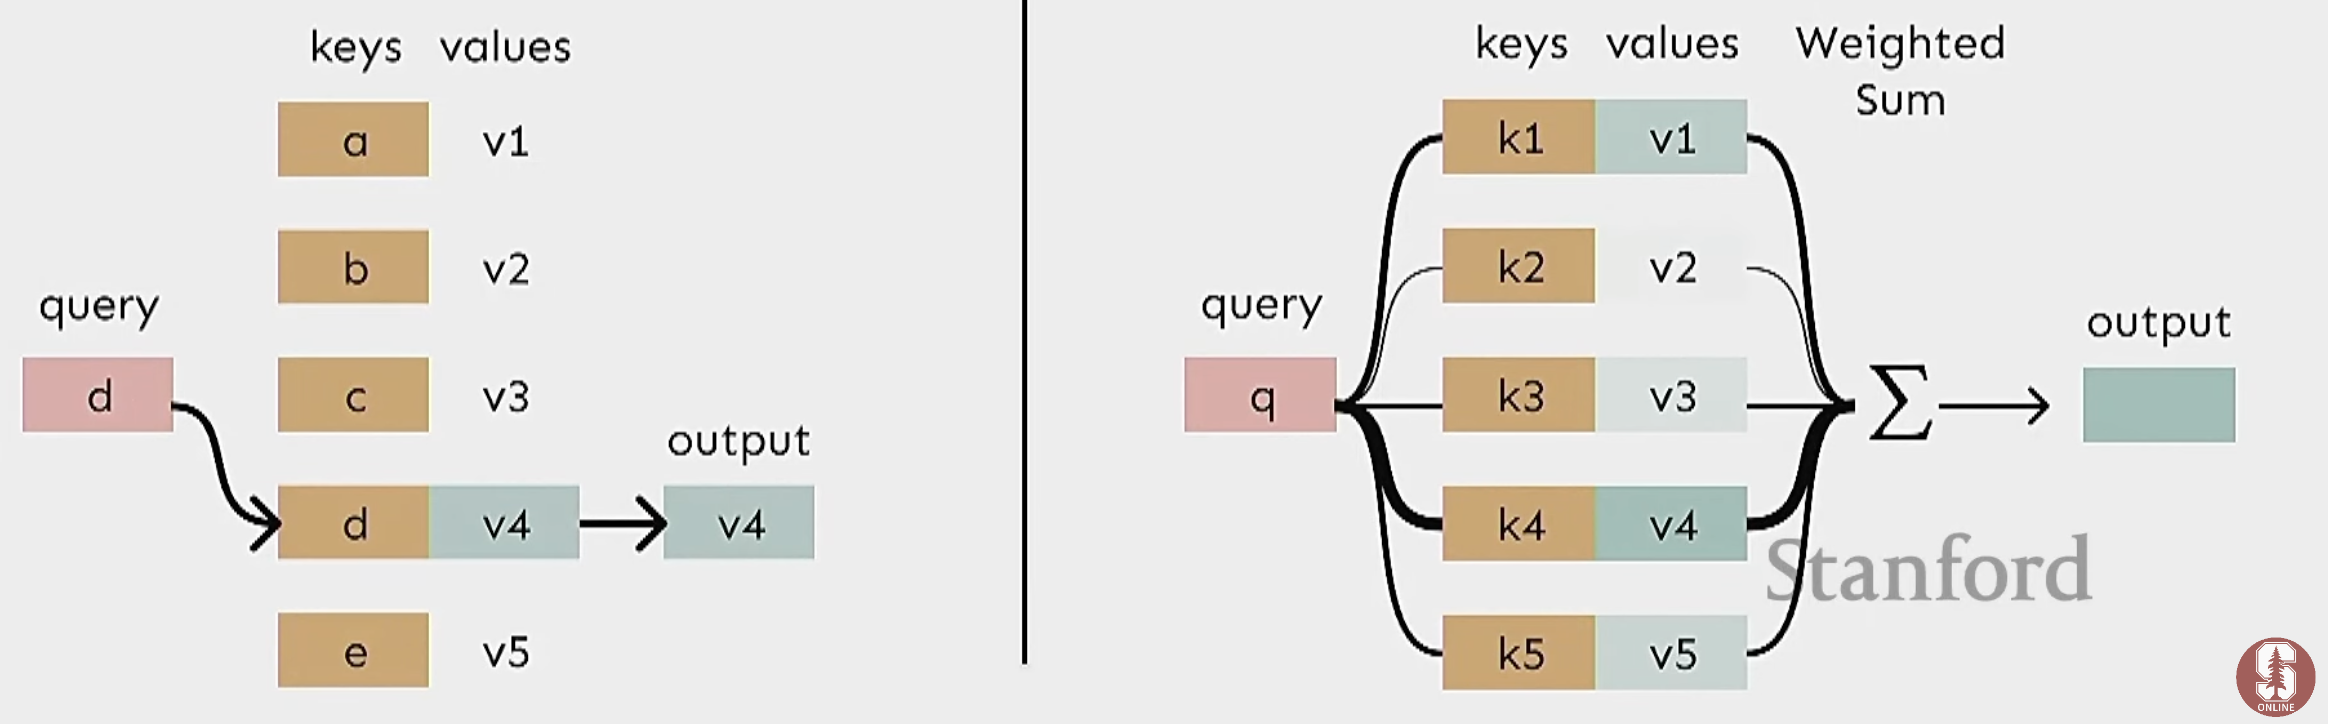 keys values
a v1
b v2
query
d
c v3
output
d v4 v4
e v5
keys values Weighted
Sum
k1 v1
k2 v2
query
q
k3 v3
∑
output
k4 v4
k5 v5
Stanford
S
ONLINE